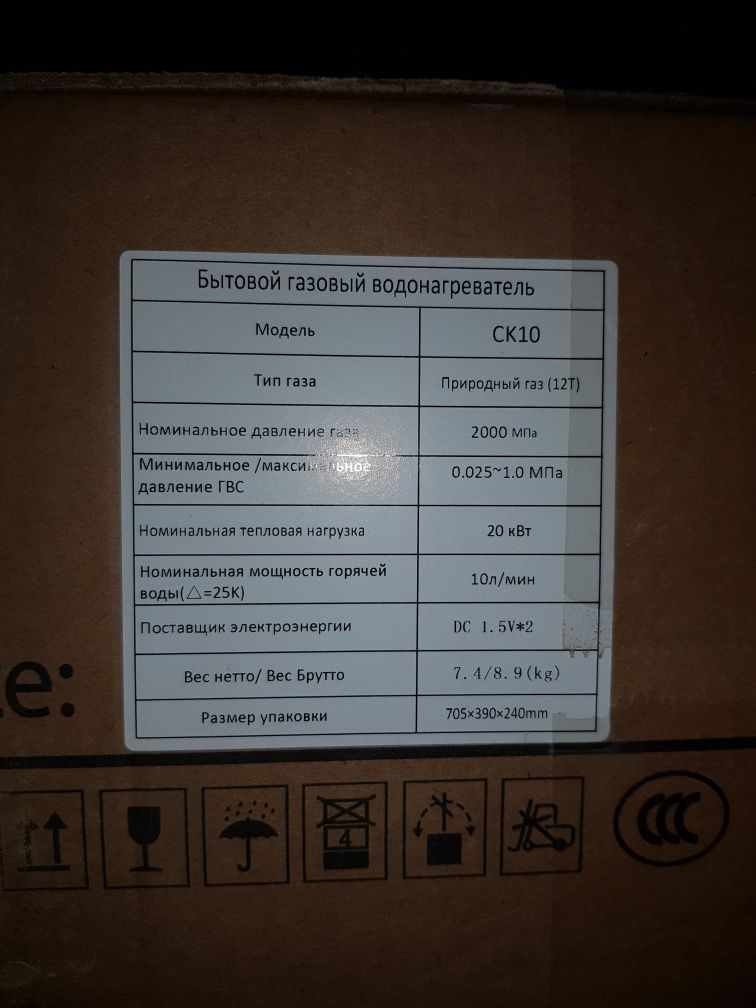 Бытовой газовый водонагреватель
Модель CK10
Тип газа Природный газ (12Т)
Номинальное давление газа 2000 МПа
Минимальное /максимальное
давление ГВС 0.025~1.0 МПа
Номинальная тепловая нагрузка 20 кВт
Номинальная мощность горячей
воды(△=25K) 10л/мин
Поставщик электроэнергии DC 1.5V*2
Вес нетто/ Вес Брутто 7.4/8.9(kg)
Размер упаковки 705×390×240mm
e:
4
CCC